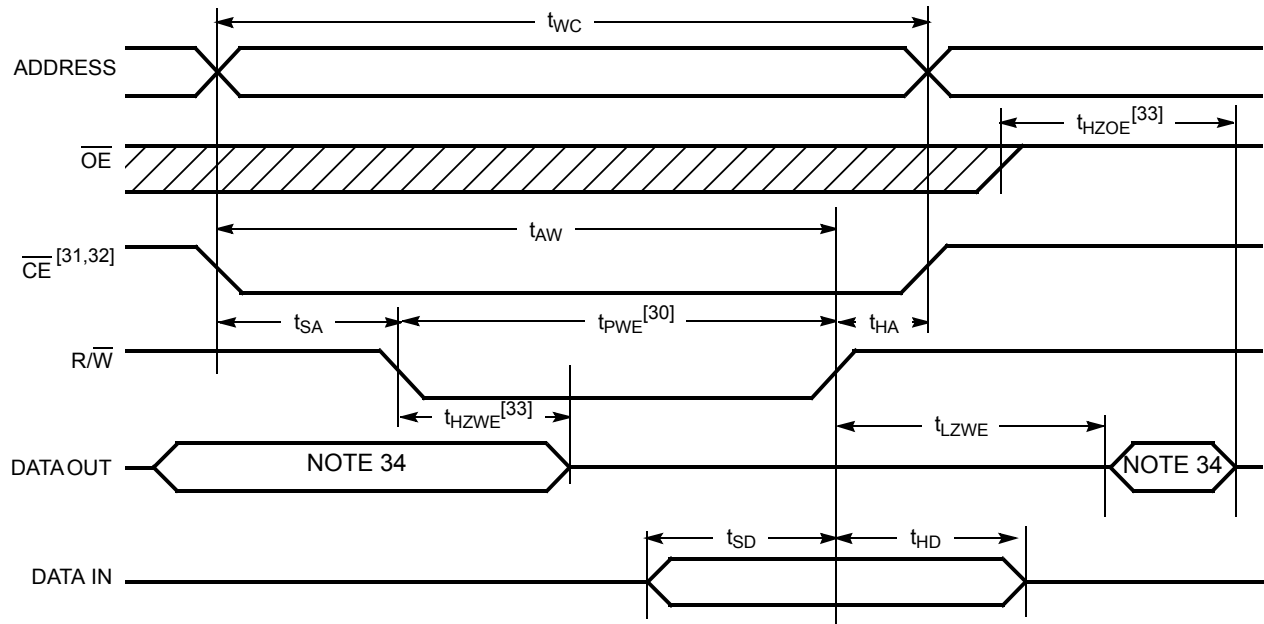 tWC
ADDRESS
tHZOE[33]
OE
tAW
CE [31,32]
tSA
tPWE[30]
tHA
R/W
tHZWE[33]
tLZWE
DATA OUT
NOTE 34
NOTE 34
tSD
tHD
DATA IN